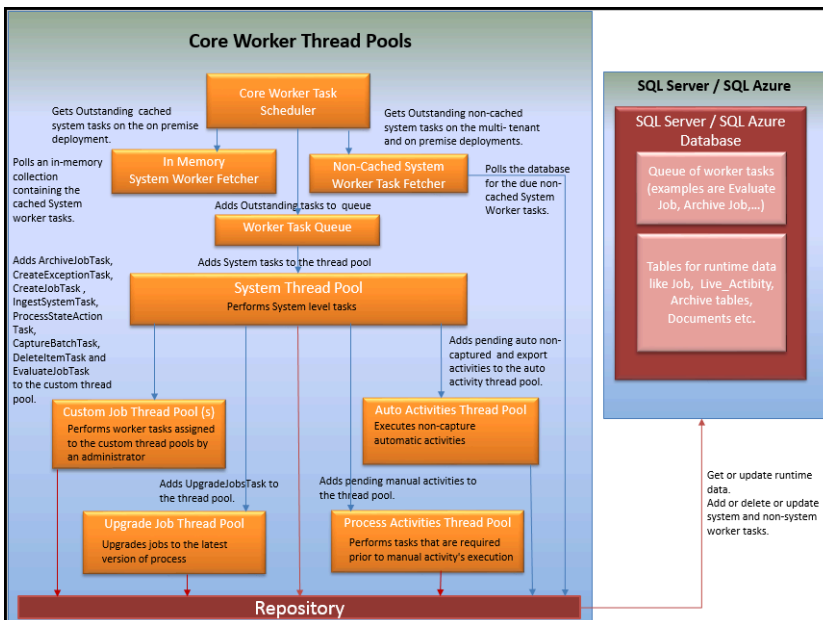 Core Worker Thread Pools
Core Worker Task
Scheduler
Gets Outstanding cached
system tasks on the on premise
deployment.
Gets Outstanding non-cached
system tasks on the multi- tenant
and on premise deployments.
Polls an in-memory
collection
containing the
cached System
worker tasks.
In Memory
System Worker Fetcher
Non-Cached System
Worker Task Fetcher
Polls the database
for the due non-
cached System
Worker tasks.
Adds Outstanding tasks to queue
Worker Task Queue
Adds System tasks to the thread pool
Adds ArchiveJobTask,
CreateExceptionTask,
CreateJobTask ,
IngestSystemTask,
ProcessStateAction
Task,
CaptureBatchTask,
DeleteItemTask and
EvaluateJobTask
to the custom thread
pool.
System Thread Pool
Performs System level tasks
Adds pending auto non-
captured and export
activities to the auto
activity thread pool.
Custom Job Thread Pool (s)
Performs worker tasks assigned
to the custom thread pools by
an administrator
Auto Activities Thread Pool
Executes non-capture
automatic activities
Adds UpgradeJobsTask to
the thread pool.
Adds pending manual activities to
the thread pool.
Upgrade Job Thread Pool
Upgrades jobs to the latest
version of process
Process Activities Thread Pool
Performs tasks that are required
prior to manual activity's execution
Repository
SQL Server / SQL Azure
SQL Server / SQL Azure
Database
Queue of worker tasks
(examples are Evaluate
Job, Archive Job,...)
Tables for runtime data
like Job, Live_Actibity,
Archive tables,
Documents etc.
Get or update runtime
data.
Add or delete or update
system and non-system
worker tasks.